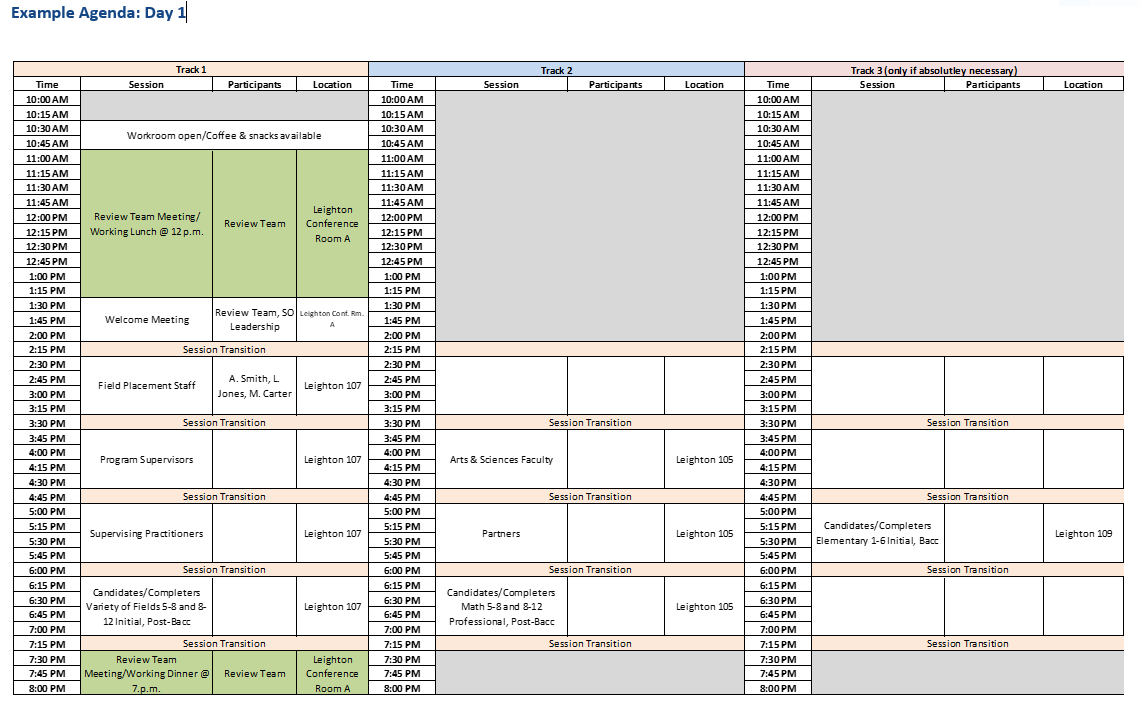 Example Agenda: Day 1
Track 1 Track 2 Track 3 (only if absolutley necessary)
Time Session Participants Location Time Session Participants Location Time Session Participants Location
10:00 AM 10:00 AM 10:00 AM
10:15 AM 10:15 AM 10:15 AM
10:30 AM 10:30 AM 10:30 AM
Workroom open/Coffee & snacks available
10:45 AM 10:45 AM 10:45 AM
11:00 AM 11:00 AM 11:00 AM
11:15 AM 11:15 AM 11:15 AM
11:30 AM 11:30 AM 11:30 AM
11:45 AM 11:45 AM 11:45 AM
Review Team Meeting/
Working Lunch @ 12 p.m.
Review Team
Leighton
Conference
Room A
12:00 PM 12:00 PM 12:00 PM
12:15 PM 12:15 PM 12:15 PM
12:30 PM 12:30 PM 12:30 PM
12:45 PM 12:45 PM 12:45 PM
1:00 PM 1:00 PM 1:00 PM
1:15 PM 1:15 PM 1:15 PM
1:30 PM 1:30 PM 1:30 PM
Welcome Meeting
Review Team, SO
Leadership
Leighton Conf. Rm.
A
1:45 PM 1:45 PM 1:45 PM
2:00 PM 2:00 PM 2:00 PM
2:15 PM Session Transition 2:15 PM 2:15 PM
2:30 PM 2:30 PM 2:30 PM
Field Placement Staff
A. Smith, L.
Jones, M. Carter
Leighton 107
2:45 PM 2:45 PM 2:45 PM
3:00 PM 3:00 PM 3:00 PM
3:15 PM 3:15 PM 3:15 PM
3:30 PM Session Transition 3:30 PM Session Transition 3:30 PM Session Transition
3:45 PM 3:45 PM 3:45 PM
4:00 PM 4:00 PM 4:00 PM
Program Supervisors Leighton 107 Arts & Sciences Faculty Leighton 105
4:15 PM 4:15 PM 4:15 PM
4:30 PM 4:30 PM 4:30 PM
4:45 PM Session Transition 4:45 PM Session Transition 4:45 PM Session Transition
5:00 PM 5:00 PM 5:00 PM
5:15 PM 5:15 PM 5:15 PM
Supervising Practitioners Leighton 107 Partners Leighton 105
Candidates/Completers
Elementary 1-6 Initial, Bacc
Leighton 109
5:30 PM 5:30 PM 5:30 PM
5:45 PM 5:45 PM 5:45 PM
6:00 PM Session Transition 6:00 PM Session Transition 6:00 PM Session Transition
6:15 PM 6:15 PM 6:15 PM
Candidates/Completers
Variety of Fields 5-8 and 8-
12 Initial, Post-Bacc
Leighton 107
Candidates/Completers
Math 5-8 and 8-12
Professional, Post-Bacc
Leighton 105
6:30 PM 6:30 PM 6:30 PM
6:45 PM 6:45 PM 6:45 PM
7:00 PM 7:00 PM 7:00 PM
7:15 PM Session Transition 7:15 PM Session Transition 7:15 PM Session Transition
7:30 PM 7:30 PM 7:30 PM
Review Team
Meeting/Working Dinner @
7.p.m.
Review Team
Leighton
Conference
Room A
7:45 PM 7:45 PM 7:45 PM
8:00 PM 8:00 PM 8:00 PM